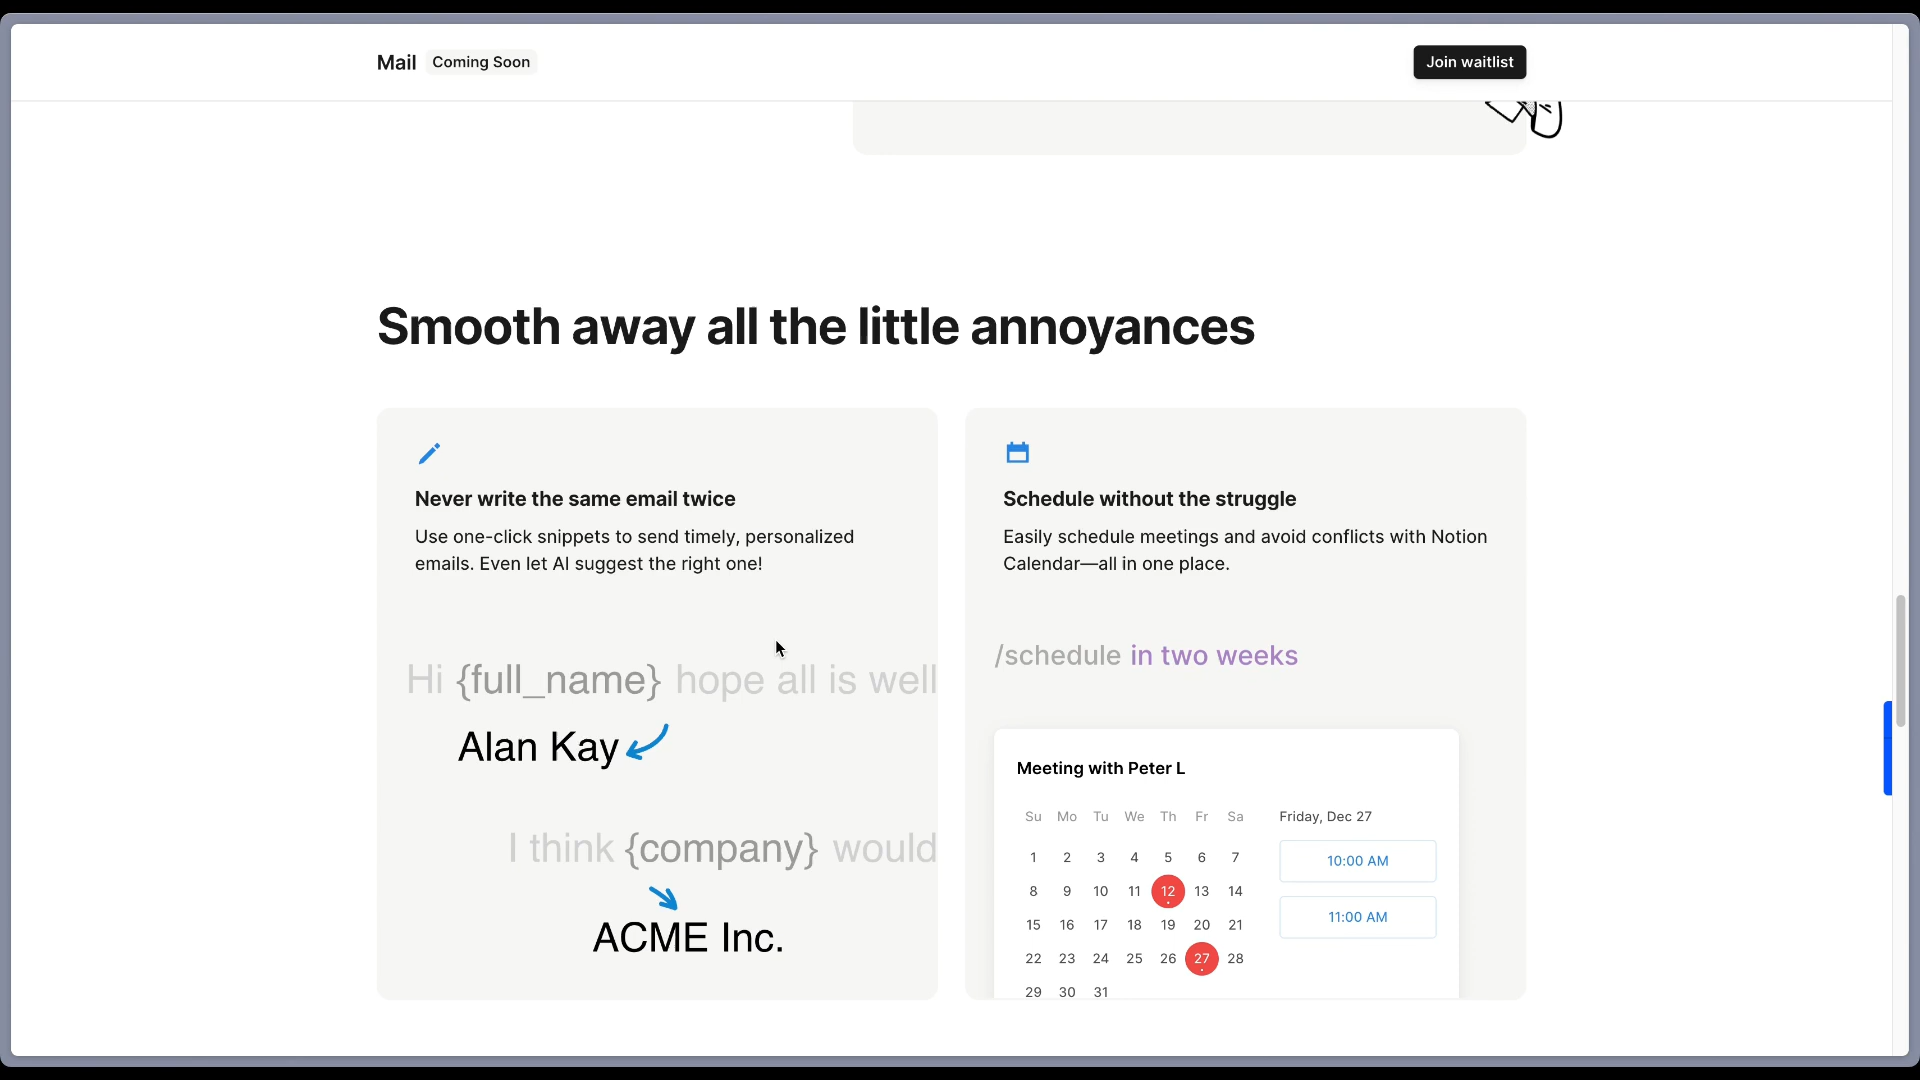 Mail Coming Soon
Join waitlist
Smooth away all the little annoyances
Never write the same email twice
Use one-click snippets to send timely, personalized
emails. Even let AI suggest the right one!
Hi {full_name} hope all is well
Alan Kay
I think {company} would
ACME Inc.
Schedule without the struggle
Easily schedule meetings and avoid conflicts with Notion
Calendar—all in one place.
/schedule in two weeks
Meeting with Peter L
Su Mo Tu We Th Fr Sa
1 2 3 4 5 6 7
8 9 10 11 12 13 14
15 16 17 18 19 20 21
22 23 24 25 26 27 28
29 30 31
Friday, Dec 27
10:00 AM
11:00 AM